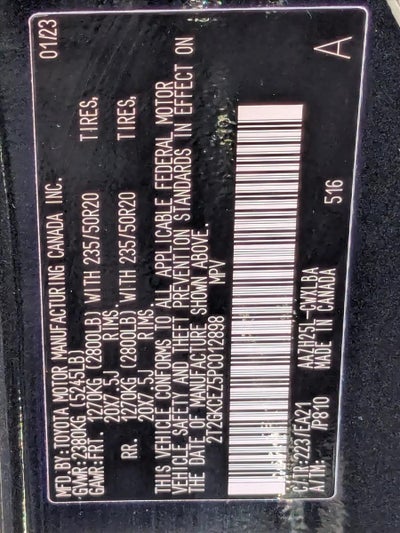 MFD.BY:TOYOTA MOTOR MANUFACTURING CANADA INC. 01/23
GVWR:2380KG (5245LB)
GAWR:FRT. 1270KG (2800LB) WITH 235/50R20 TIRES,
20X7.5J RIMS
RR. 1270KG (2800LB) WITH 235/50R20 TIRES,
20X7.5J RIMS
THIS VEHICLE CONFORMS TO ALL APPLICABLE FEDERAL MOTOR
VEHICLE SAFETY AND THEFT PREVENTION STANDARDS IN EFFECT ON
THE DATE OF MANUFACTURE SHOWN ABOVE.
2T2GKCEZ5PC012898 MPV
C/TR:223/EA21 AAZH25L-CWXLBA
A/TM: /P810 MADE IN CANADA
516
A